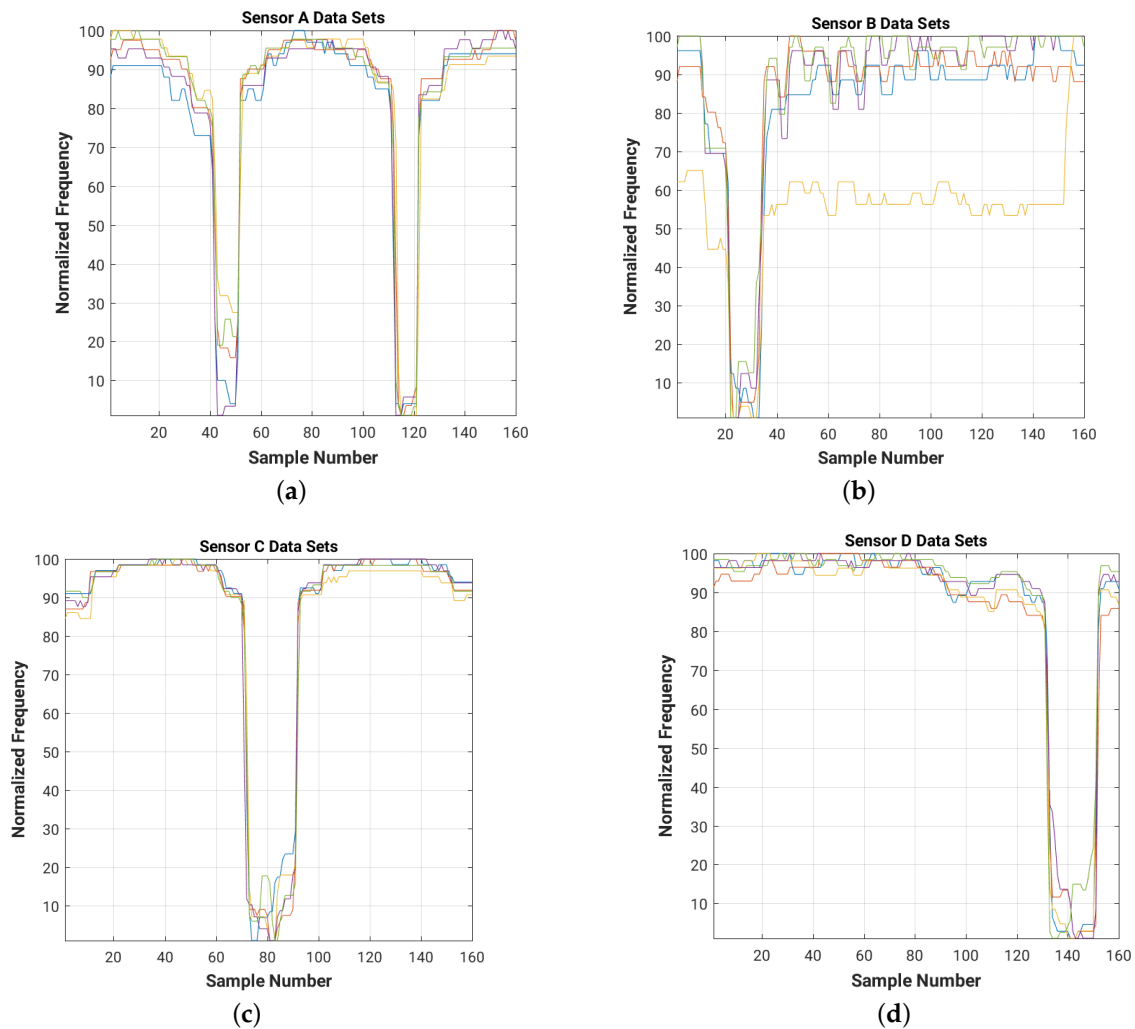 Sensor A Data Sets
Normalized Frequency
100
90
80
70
60
50
40
30
20
10
20 40 60 80 100 120 140 160
Sample Number
(a)
Sensor B Data Sets
Normalized Frequency
100
90
80
70
60
50
40
30
20
10
20 40 60 80 100 120 140 160
Sample Number
(b)
Sensor C Data Sets
Normalized Frequency
100
90
80
70
60
50
40
30
20
10
20 40 60 80 100 120 140 160
Sample Number
(c)
Sensor D Data Sets
Normalized Frequency
100
90
80
70
60
50
40
30
20
10
20 40 60 80 100 120 140 160
Sample Number
(d)